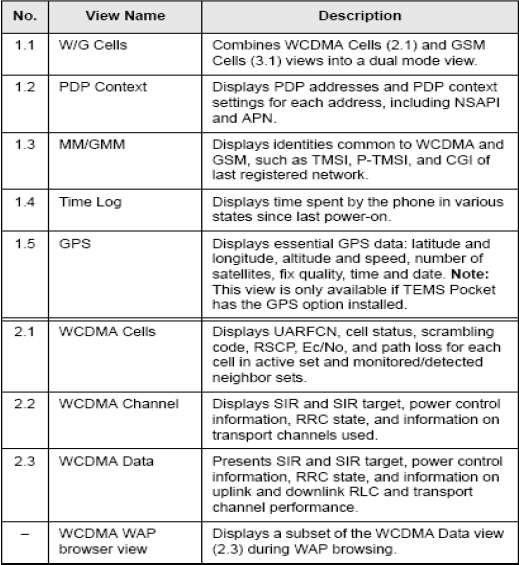 No. View Name Description
1.1 W/G Cells Combines WCDMA Cells (2.1) and GSM
Cells (3.1) views into a dual mode view.
1.2 PDP Context Displays PDP addresses and PDP context
settings for each address, including NSAPI
and APN.
1.3 MM/GMM Displays identities common to WCDMA and
GSM, such as TMSI, P-TMSI, and CGI of
last registered network.
1.4 Time Log Displays time spent by the phone in various
states since last power-on.
1.5 GPS Displays essential GPS data: latitude and
longitude, altitude and speed, number of
satellites, fix quality, time and date. Note:
This view is only available if TEMS Pocket
has the GPS option installed.
2.1 WCDMA Cells Displays UARFCN, cell status, scrambling
code, RSCP, Ec/No, and path loss for each
cell in active set and monitored/detected
neighbor sets.
2.2 WCDMA Channel Displays SIR and SIR target, power control
information, RRC state, and information on
transport channels used.
2.3 WCDMA Data Presents SIR and SIR target, power control
information, RRC state, and information on
uplink and downlink RLC and transport
channel performance.
– WCDMA WAP Displays a subset of the WCDMA Data view
browser view (2.3) during WAP browsing.